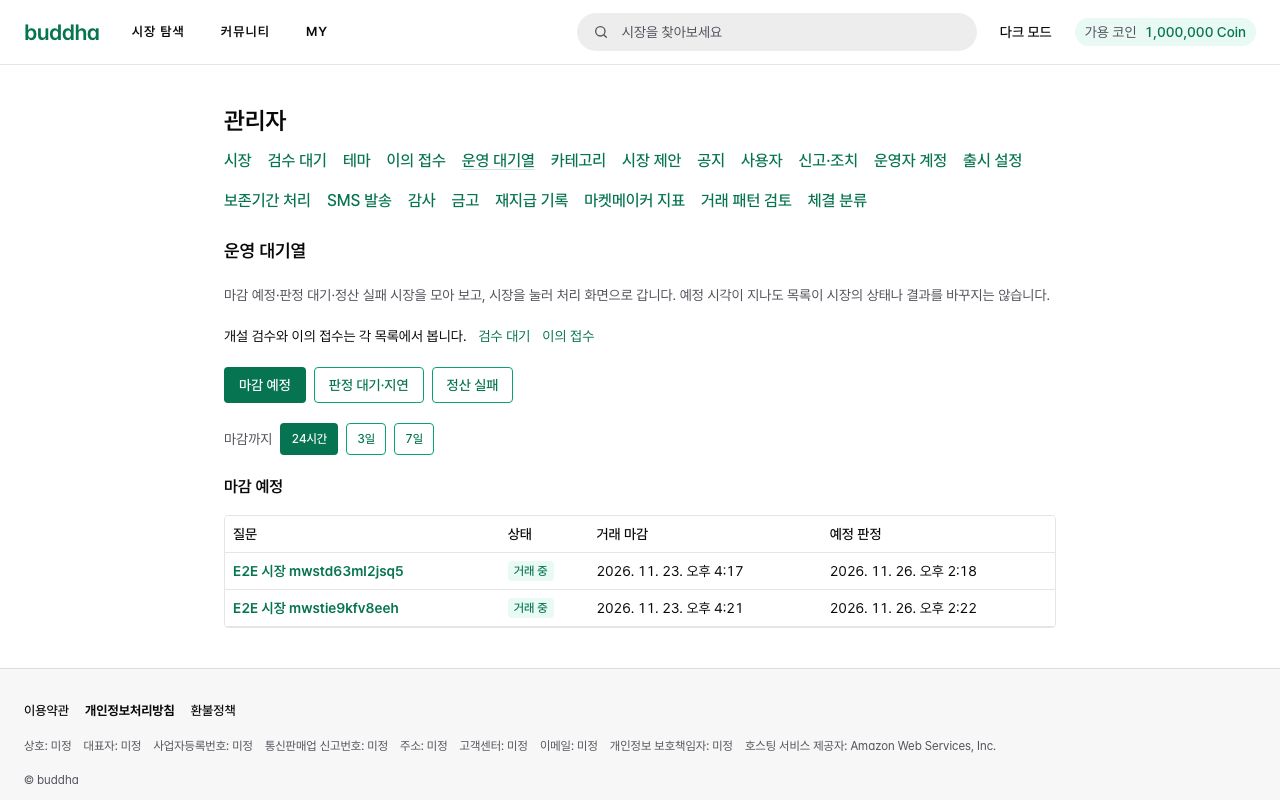 buddha 시장 탐색 커뮤니티 MY 시장을 찾아보세요 다크 모드 가용 코인 1,000,000 Coin
관리자
시장 검수 대기 테마 이의 접수 운영 대기열 카테고리 시장 제안 공지 사용자 신고·조치 운영자 계정 출시 설정
보존기간 처리 SMS 발송 감사 금고 재지급 기록 마켓메이커 지표 거래 패턴 검토 체결 분류
운영 대기열
마감 예정·판정 대기·정산 실패 시장을 모아 보고, 시장을 눌러 처리 화면으로 갑니다. 예정 시각이 지나도 목록이 시장의 상태나 결과를 바꾸지는 않습니다.
개설 검수와 이의 접수는 각 목록에서 봅니다. 검수 대기 이의 접수
마감 예정 판정 대기·지연 정산 실패
마감까지 24시간 3일 7일
마감 예정
질문 상태 거래 마감 예정 판정
E2E 시장 mwstd63ml2jsq5 거래 중 2026. 11. 23. 오후 4:17 2026. 11. 26. 오후 2:18
E2E 시장 mwstie9kfv8eeh 거래 중 2026. 11. 23. 오후 4:21 2026. 11. 26. 오후 2:22
이용약관 개인정보처리방침 환불정책
상호: 미정 대표자: 미정 사업자등록번호: 미정 통신판매업 신고번호: 미정 주소: 미정 고객센터: 미정 이메일: 미정 개인정보 보호책임자: 미정 호스팅 서비스 제공자: Amazon Web Services, Inc.
© buddha